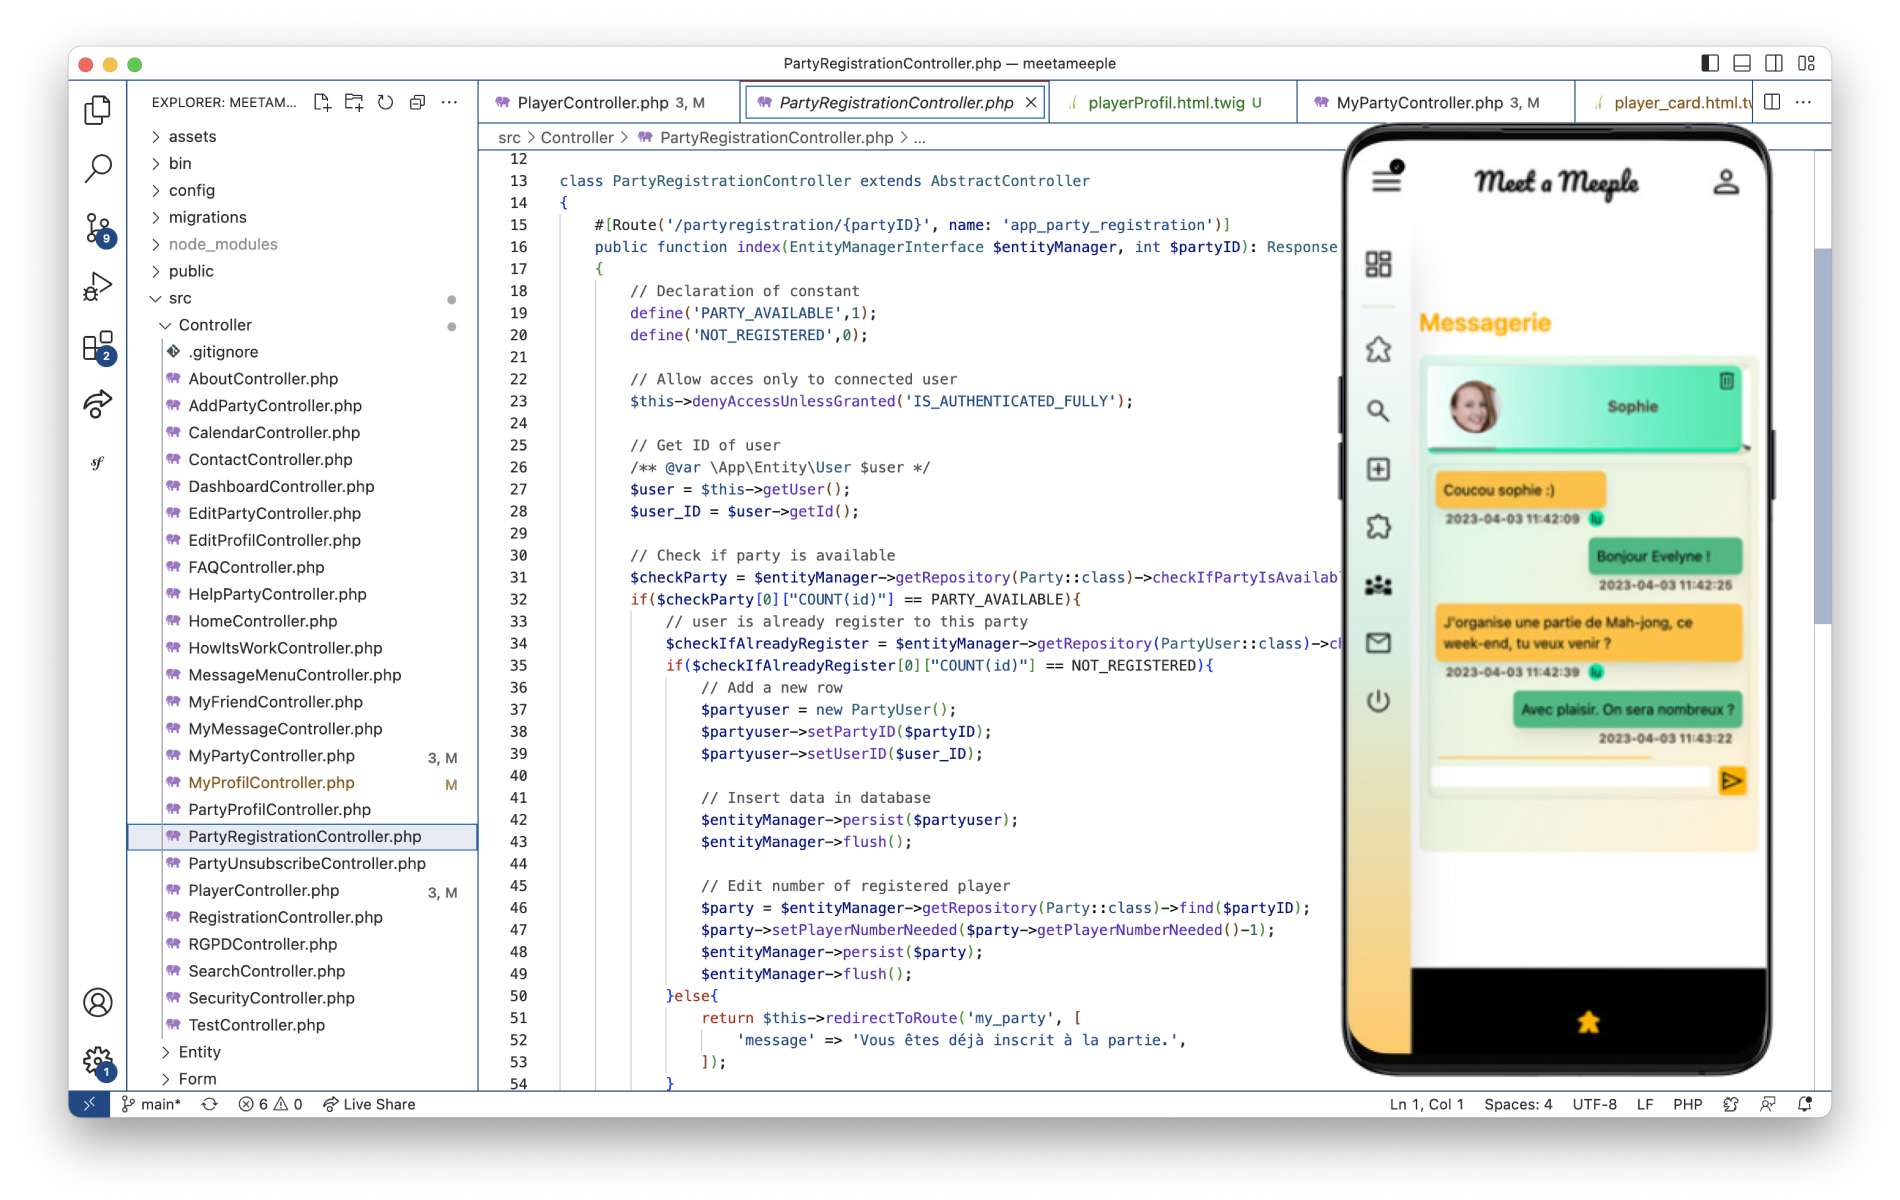 PartyRegistrationController.php — meetameeple
EXPLORER: MEETAM...
assets
bin
config
migrations
node_modules
public
src
Controller
.gitignore
AboutController.php
AddPartyController.php
CalendarController.php
ContactController.php
DashboardController.php
EditPartyController.php
EditProfilController.php
FAQController.php
HelpPartyController.php
HomeController.php
HowItsWorkController.php
MessageMenuController.php
MyFriendController.php
MyMessageController.php
MyPartyController.php 3, M
MyProfilController.php M
PartyProfilController.php
PartyRegistrationController.php
PartyUnsubscribeController.php
PlayerController.php 3, M
RegistrationController.php
RGPDController.php
SearchController.php
SecurityController.php
TestController.php
Entity
Form
9
2
sf
1
PlayerController.php 3, M
PartyRegistrationController.php
playerProfil.html.twig U
MyPartyController.php 3, M
player_card.html.tw
src > Controller > PartyRegistrationController.php > ...
12
13 class PartyRegistrationController extends AbstractController
14 {
15 #[Route('/partyregistration/{partyID}', name: 'app_party_registration')]
16 public function index(EntityManagerInterface $entityManager, int $partyID): Response
17 {
18 // Declaration of constant
19 define('PARTY_AVAILABLE',1);
20 define('NOT_REGISTERED',0);
21
22 // Allow acces only to connected user
23 $this->denyAccessUnlessGranted('IS_AUTHENTICATED_FULLY');
24
25 // Get ID of user
26 /** @var \App\Entity\User $user */
27 $user = $this->getUser();
28 $user_ID = $user->getId();
29
30 // Check if party is available
31 $checkParty = $entityManager->getRepository(Party::class)->checkIfPartyIsAvailab
32 if($checkParty[0]["COUNT(id)"] == PARTY_AVAILABLE){
33 // user is already register to this party
34 $checkIfAlreadyRegister = $entityManager->getRepository(PartyUser::class)->ch
35 if($checkIfAlreadyRegister[0]["COUNT(id)"] == NOT_REGISTERED){
36 // Add a new row
37 $partyuser = new PartyUser();
38 $partyuser->setPartyID($partyID);
39 $partyuser->setUserID($user_ID);
40
41 // Insert data in database
42 $entityManager->persist($partyuser);
43 $entityManager->flush();
44
45 // Edit number of registered player
46 $party = $entityManager->getRepository(Party::class)->find($partyID);
47 $party->setPlayerNumberNeeded($party->getPlayerNumberNeeded()-1);
48 $entityManager->persist($party);
49 $entityManager->flush();
50 }else{
51 return $this->redirectToRoute('my_party', [
52 'message' => 'Vous êtes déjà inscrit à la partie.',
53 ]);
54 }
Meet a Meeple
Messagerie
Sophie
Coucou sophie :)
2023-04-03 11:42:09 lu
Bonjour Evelyne !
2023-04-03 11:42:25
J'organise une partie de Mah-jong, ce
week-end, tu veux venir ?
2023-04-03 11:42:39 lu
Avec plaisir. On sera nombreux ?
2023-04-03 11:43:22
main* 6 0 Live Share
Ln 1, Col 1 Spaces: 4 UTF-8 LF PHP